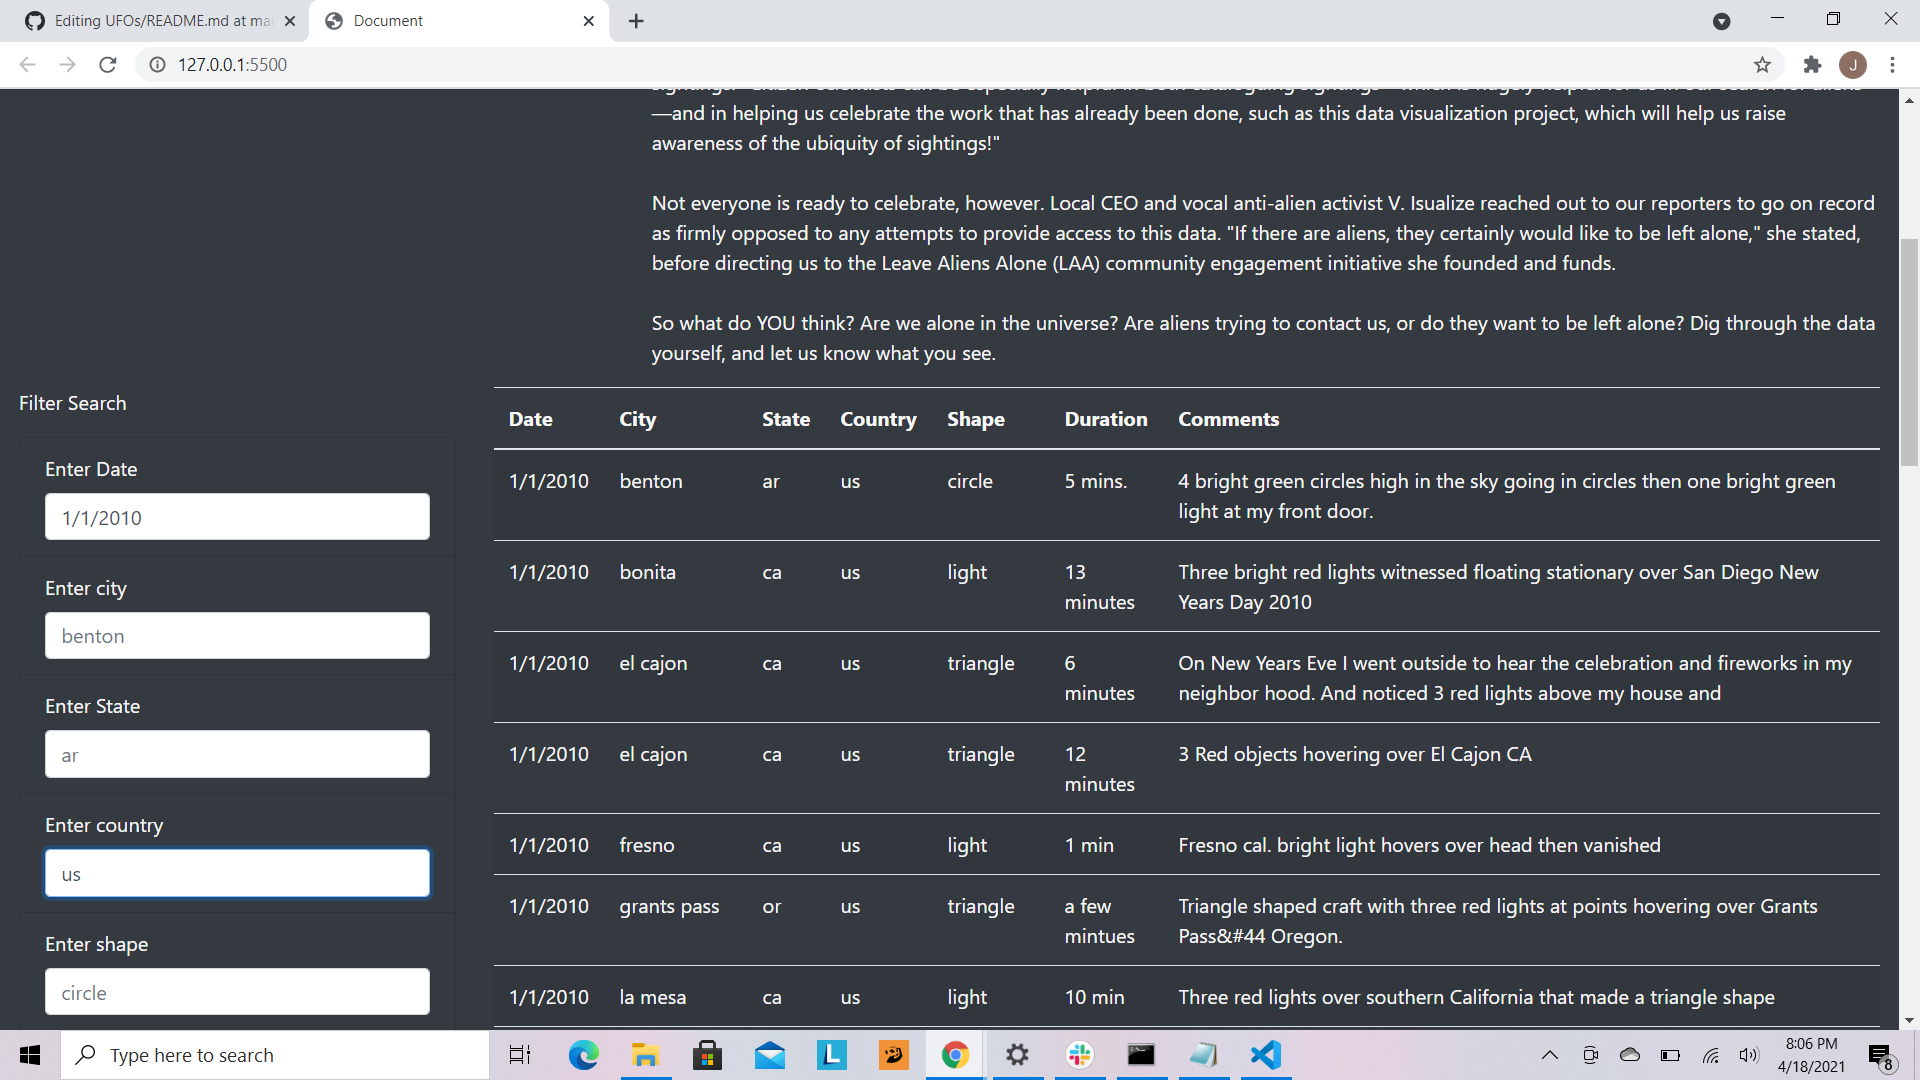 Editing UFOs/README.md at mai
Document
127.0.0.1:5500
J
—and in helping us celebrate the work that has already been done, such as this data visualization project, which will help us raise
awareness of the ubiquity of sightings!"
Not everyone is ready to celebrate, however. Local CEO and vocal anti-alien activist V. Isualize reached out to our reporters to go on record
as firmly opposed to any attempts to provide access to this data. "If there are aliens, they certainly would like to be left alone," she stated,
before directing us to the Leave Aliens Alone (LAA) community engagement initiative she founded and funds.
So what do YOU think? Are we alone in the universe? Are aliens trying to contact us, or do they want to be left alone? Dig through the data
yourself, and let us know what you see.
Filter Search
Enter Date
1/1/2010
Enter city
benton
Enter State
ar
Enter country
us
Enter shape
circle
Date City State Country Shape Duration Comments
1/1/2010 benton ar us circle 5 mins. 4 bright green circles high in the sky going in circles then one bright green
light at my front door.
1/1/2010 bonita ca us light 13 Three bright red lights witnessed floating stationary over San Diego New
minutes Years Day 2010
1/1/2010 el cajon ca us triangle 6 On New Years Eve I went outside to hear the celebration and fireworks in my
minutes neighbor hood. And noticed 3 red lights above my house and
1/1/2010 el cajon ca us triangle 12 3 Red objects hovering over El Cajon CA
minutes
1/1/2010 fresno ca us light 1 min Fresno cal. bright light hovers over head then vanished
1/1/2010 grants pass or us triangle a few Triangle shaped craft with three red lights at points hovering over Grants
mintues Pass&#44 Oregon.
1/1/2010 la mesa ca us light 10 min Three red lights over southern California that made a triangle shape
Type here to search
L
8:06 PM
4/18/2021
8